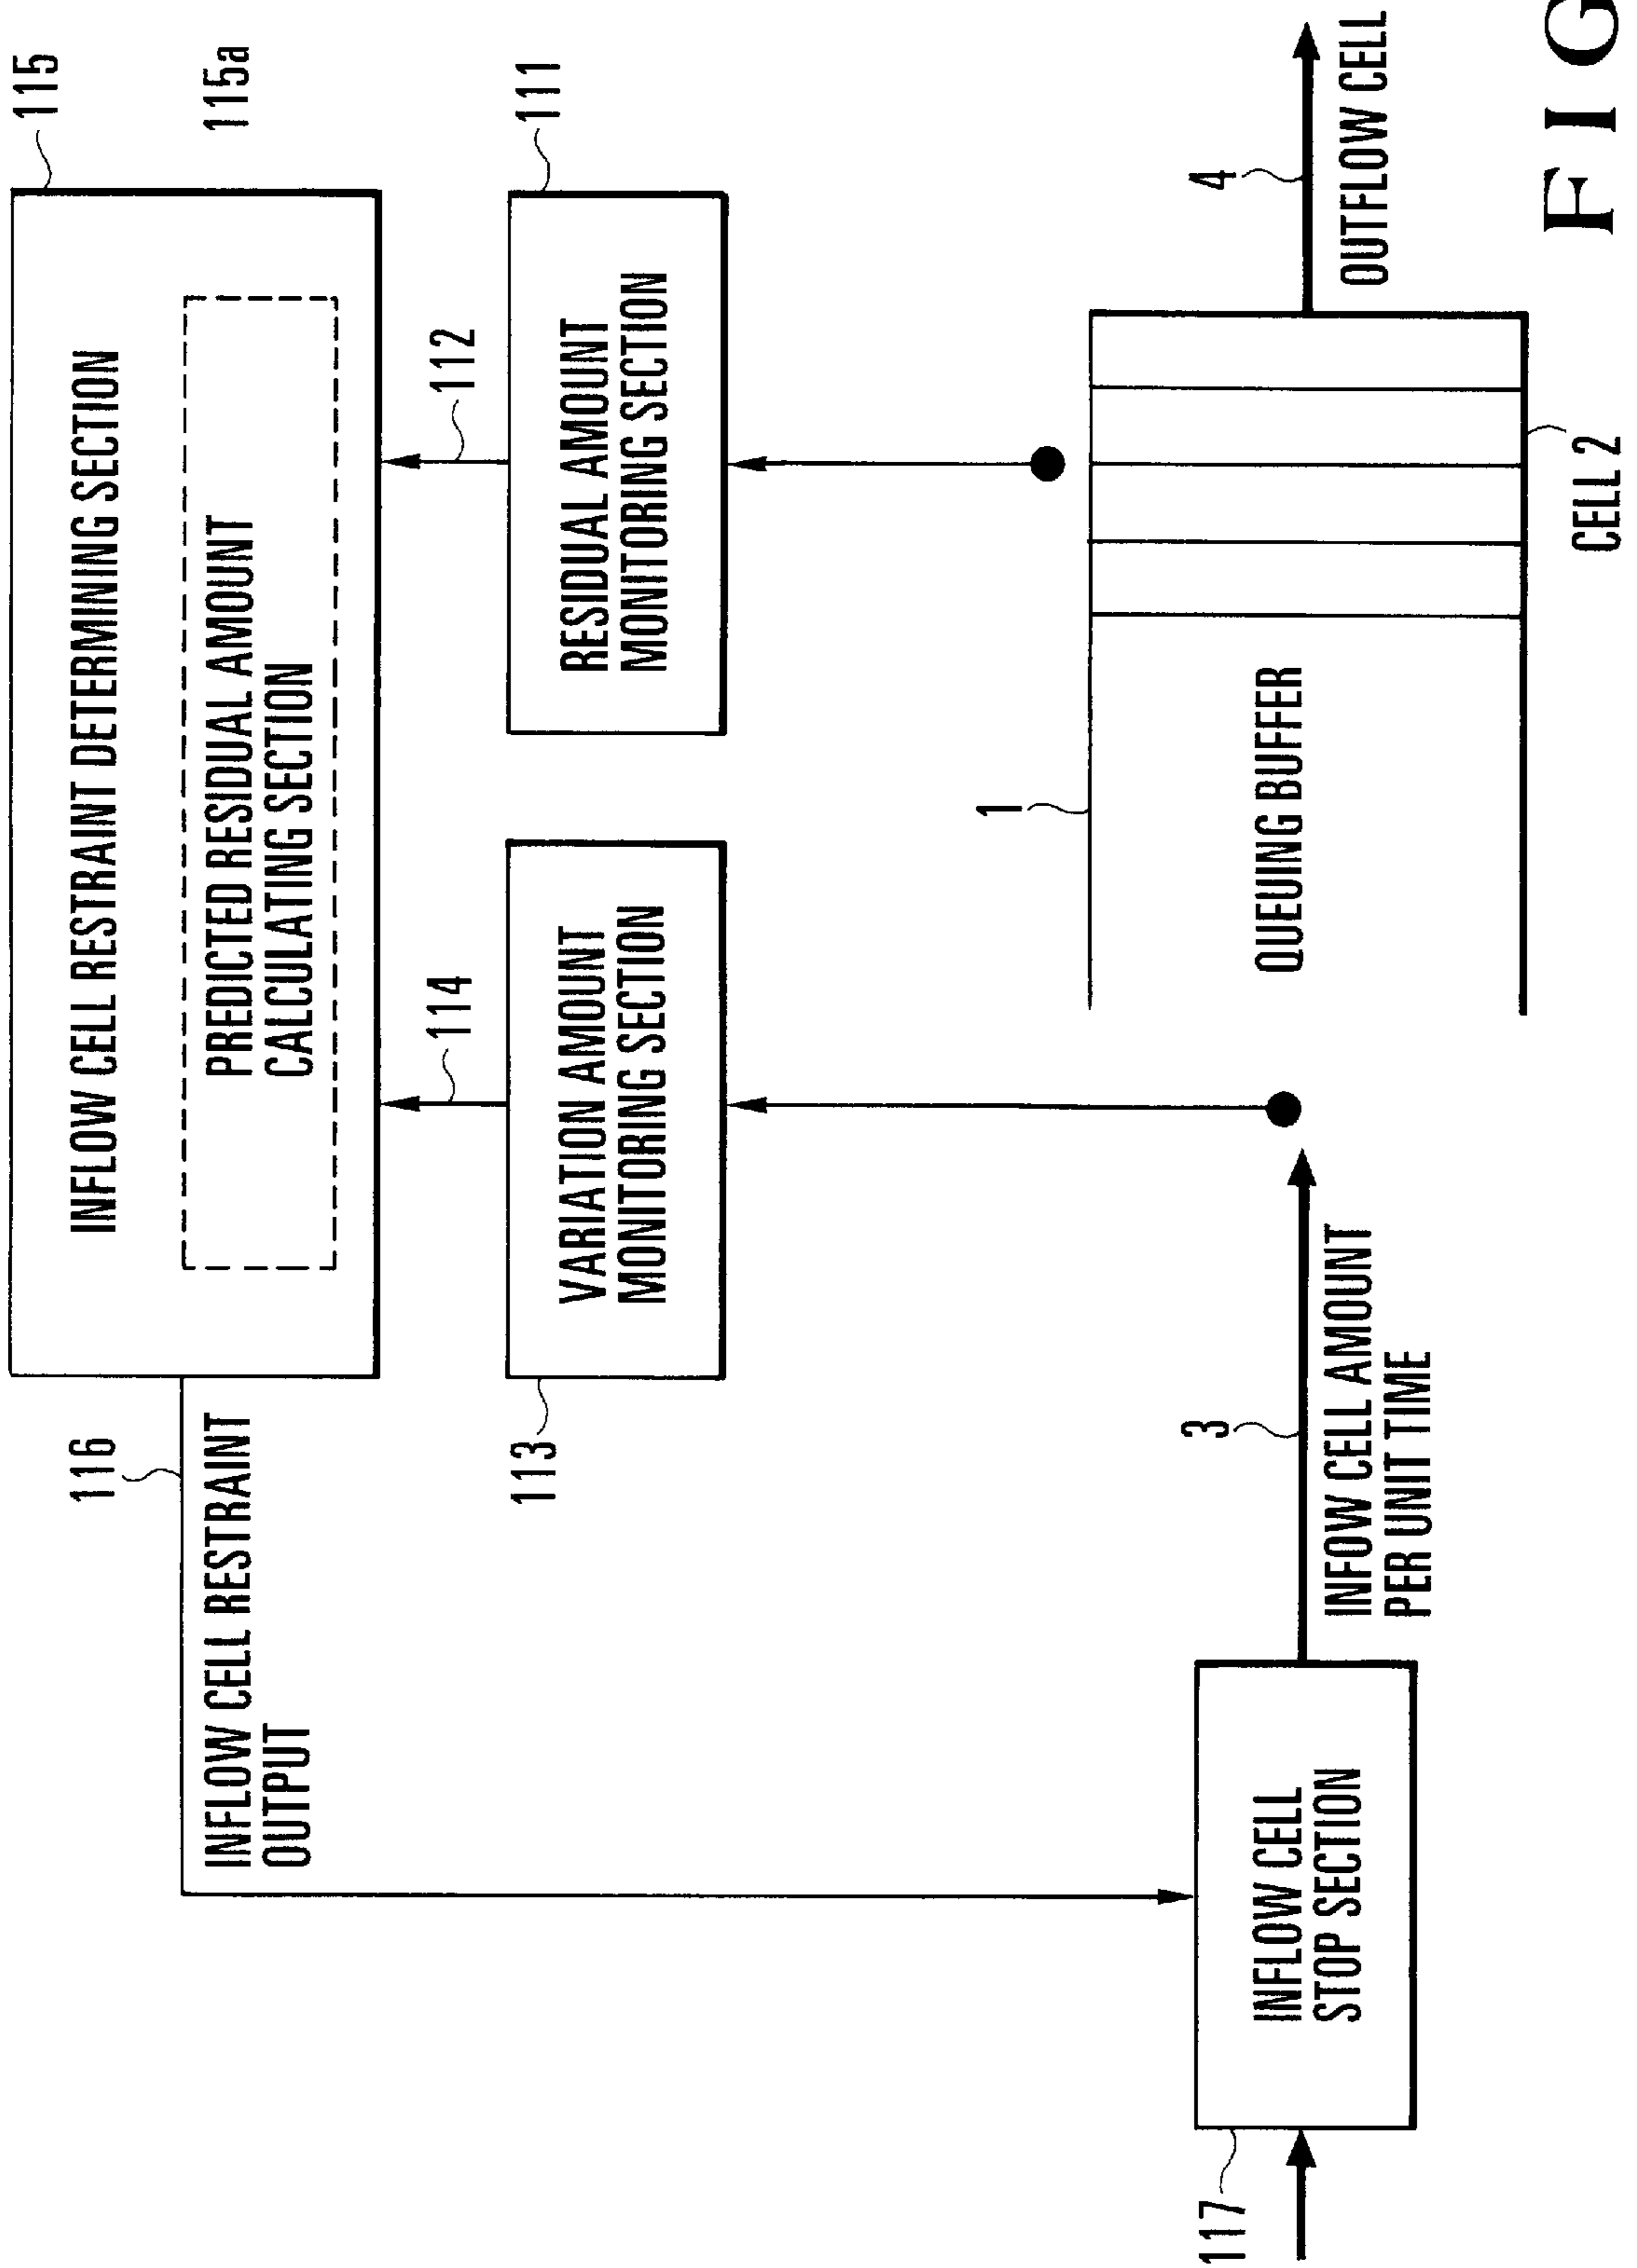 115
INFLOW CELL RESTRAINT DETERMINING SECTION
115a
PREDICTED RESIDUAL AMOUNT
CALCULATING SECTION
116
INFLOW CELL RESTRAINT
OUTPUT
114
112
113
VARIATION AMOUNT
MONITORING SECTION
111
RESIDUAL AMOUNT
MONITORING SECTION
117
INFLOW CELL
STOP SECTION
3
INFOW CELL AMOUNT
PER UNIT TIME
1
QUEUING BUFFER
4
OUTFLOW CELL
CELL 2
FIG